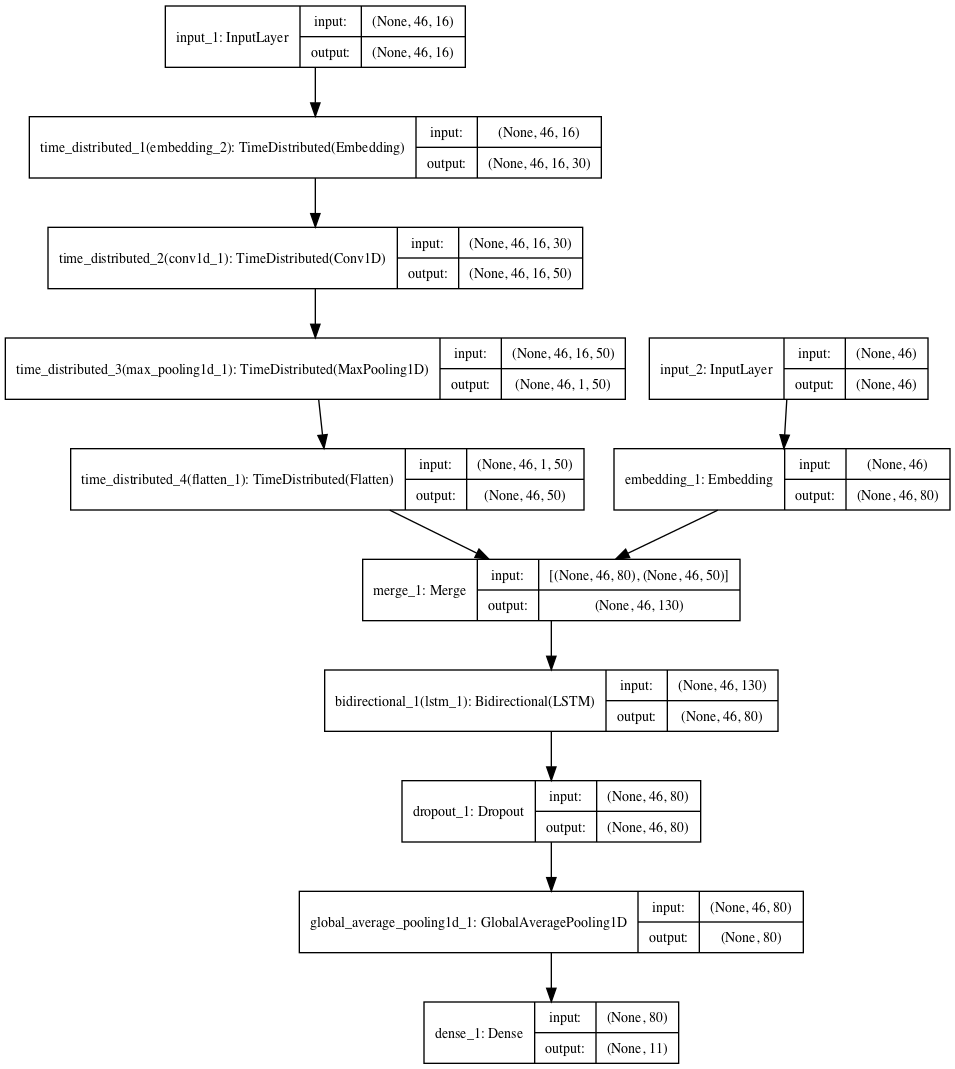 input_1: InputLayer
input: (None, 46, 16)
output: (None, 46, 16)
time_distributed_1(embedding_2): TimeDistributed(Embedding)
input: (None, 46, 16)
output: (None, 46, 16, 30)
time_distributed_2(conv1d_1): TimeDistributed(Conv1D)
input: (None, 46, 16, 30)
output: (None, 46, 16, 50)
time_distributed_3(max_pooling1d_1): TimeDistributed(MaxPooling1D)
input: (None, 46, 16, 50)
output: (None, 46, 1, 50)
input_2: InputLayer
input: (None, 46)
output: (None, 46)
time_distributed_4(flatten_1): TimeDistributed(Flatten)
input: (None, 46, 1, 50)
output: (None, 46, 50)
embedding_1: Embedding
input: (None, 46)
output: (None, 46, 80)
merge_1: Merge
input: [(None, 46, 80), (None, 46, 50)]
output: (None, 46, 130)
bidirectional_1(lstm_1): Bidirectional(LSTM)
input: (None, 46, 130)
output: (None, 46, 80)
dropout_1: Dropout
input: (None, 46, 80)
output: (None, 46, 80)
global_average_pooling1d_1: GlobalAveragePooling1D
input: (None, 46, 80)
output: (None, 80)
dense_1: Dense
input: (None, 80)
output: (None, 11)